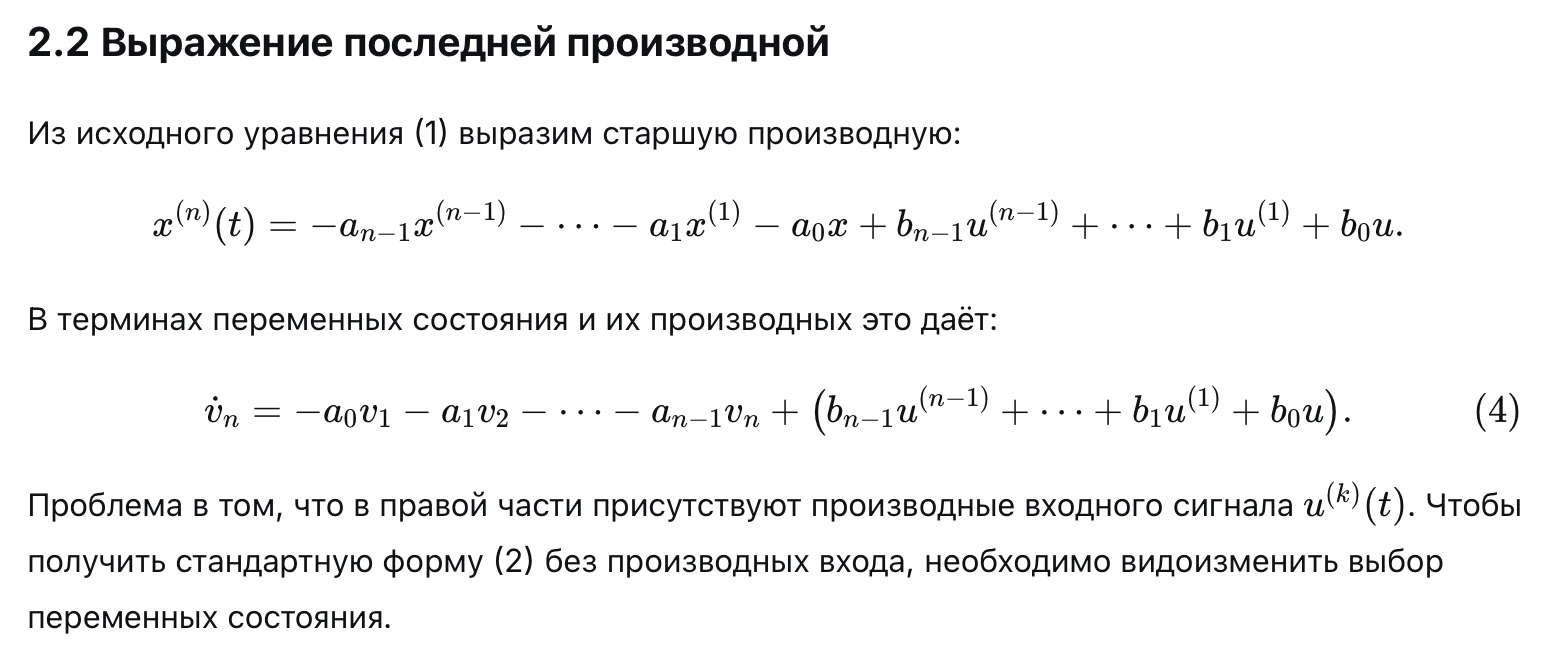 2.2 Выражение последней производной
Из исходного уравнения (1) выразим старшую производную:
x^{(n)}(t) = −a_{n−1}x^{(n−1)} − ⋯ − a_1x^{(1)} − a_0x + b_{n−1}u^{(n−1)} + ⋯ + b_1u^{(1)} + b_0u.
В терминах переменных состояния и их производных это даёт:
\dot{v}_n = −a_0v_1 − a_1v_2 − ⋯ − a_{n−1}v_n + (b_{n−1}u^{(n−1)} + ⋯ + b_1u^{(1)} + b_0u). (4)
Проблема в том, что в правой части присутствуют производные входного сигнала u^{(k)}(t). Чтобы
получить стандартную форму (2) без производных входа, необходимо видоизменить выбор
переменных состояния.